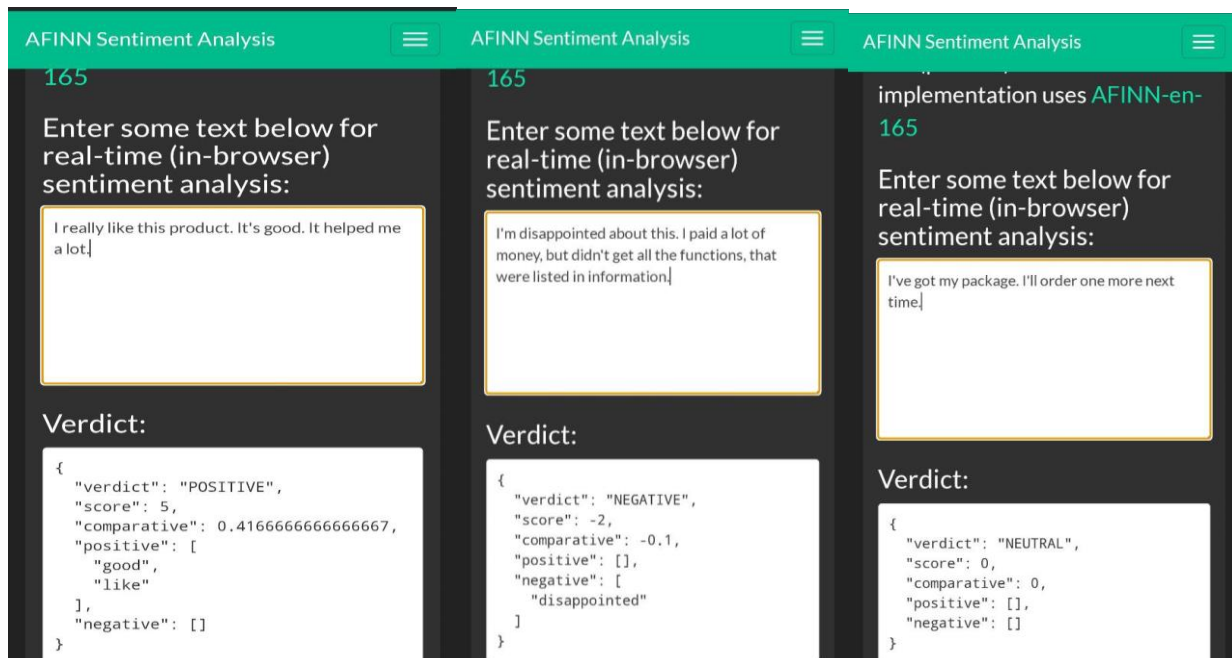 AFINN Sentiment Analysis
165
Enter some text below for
real-time (in-browser)
sentiment analysis:
I really like this product. It's good. It helped me
a lot.
Verdict:
{
"verdict": "POSITIVE",
"score": 5,
"comparative": 0.4166666666666667,
"positive": [
"good",
"like"
],
"negative": []
}
AFINN Sentiment Analysis
165
Enter some text below for
real-time (in-browser)
sentiment analysis:
I'm disappointed about this. I paid a lot of
money, but didn't get all the functions, that
were listed in information.
Verdict:
{
"verdict": "NEGATIVE",
"score": -2,
"comparative": -0.1,
"positive": [],
"negative": [
"disappointed"
]
}
AFINN Sentiment Analysis
implementation uses AFINN-en-
165
Enter some text below for
real-time (in-browser)
sentiment analysis:
I've got my package. I'll order one more next
time.
Verdict:
{
"verdict": "NEUTRAL",
"score": 0,
"comparative": 0,
"positive": [],
"negative": []
}